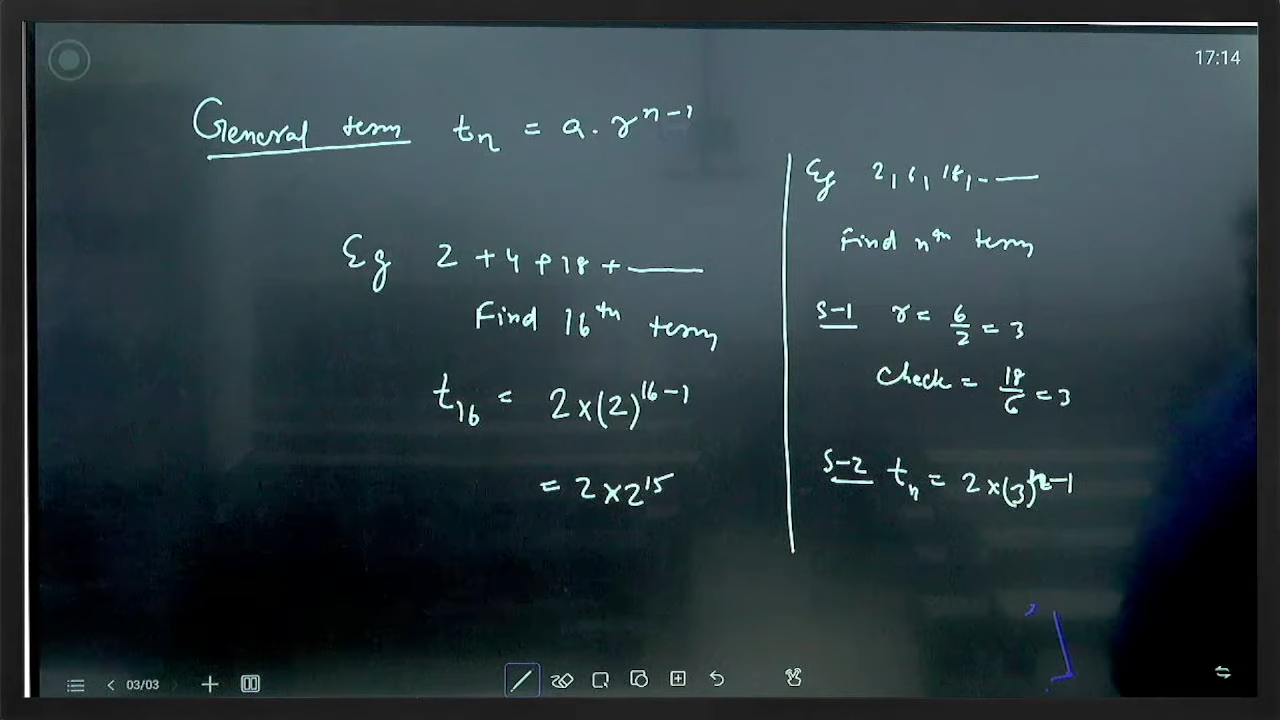 17:14
General term tₙ = a · r^(n-1)
Eg 2 + 4 + 18 + ———
Find 16th term
t₁₆ = 2×(2)^(16-1)
= 2×2^15
Eg 2, 6, 18, - ———
Find nth term
S-1 r = 6/2 = 3
Check = 18/6 = 3
S-2 tₙ = 2×(3)^(n-1)
03/03